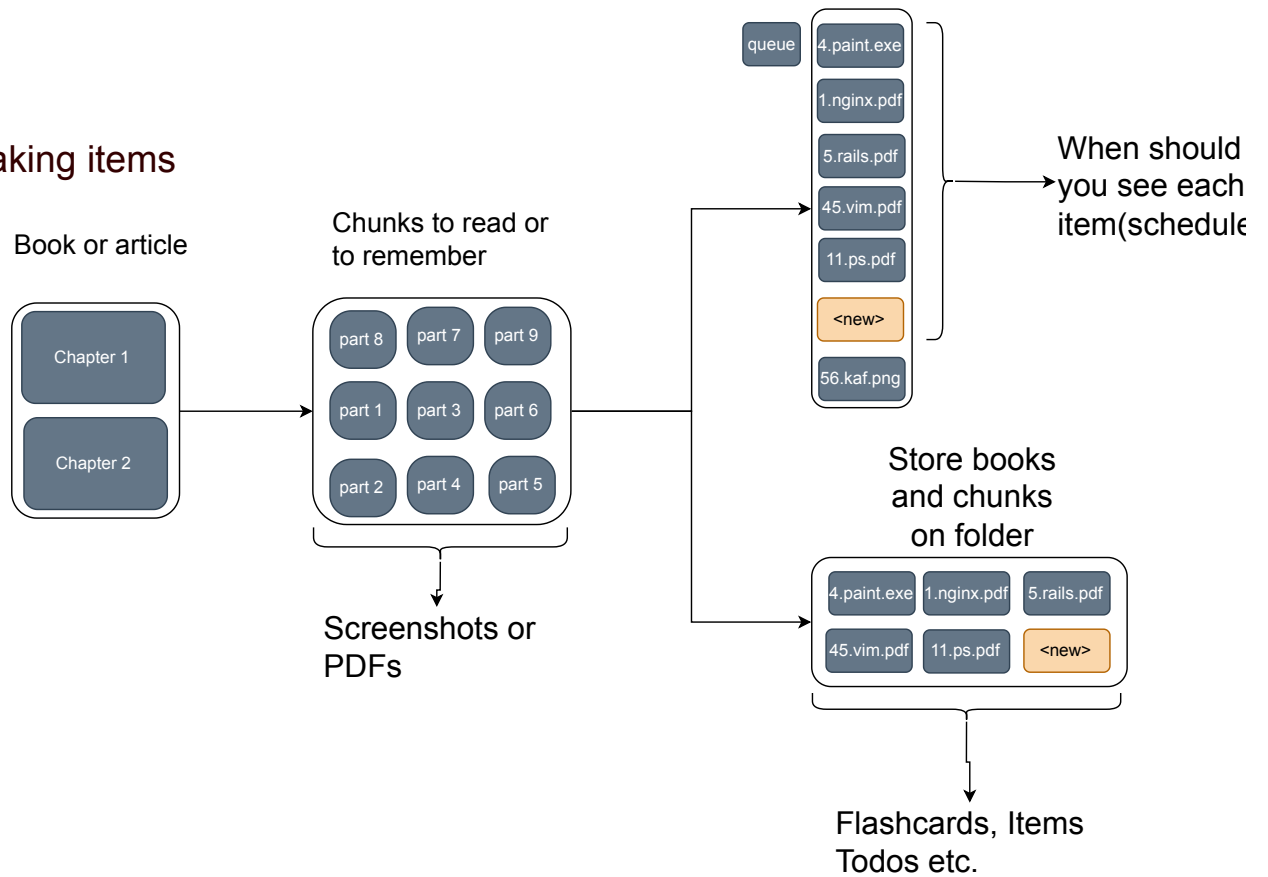 aking items
Book or article
Chapter 1
Chapter 2
Chunks to read or
to remember
part 8
part 7
part 9
part 1
part 3
part 6
part 2
part 4
part 5
Screenshots or
PDFs
queue
4.paint.exe
1.nginx.pdf
5.rails.pdf
45.vim.pdf
11.ps.pdf
<new>
56.kaf.png
When should
you see each
item(schedule
Store books
and chunks
on folder
4.paint.exe
1.nginx.pdf
5.rails.pdf
45.vim.pdf
11.ps.pdf
<new>
Flashcards, Items
Todos etc.